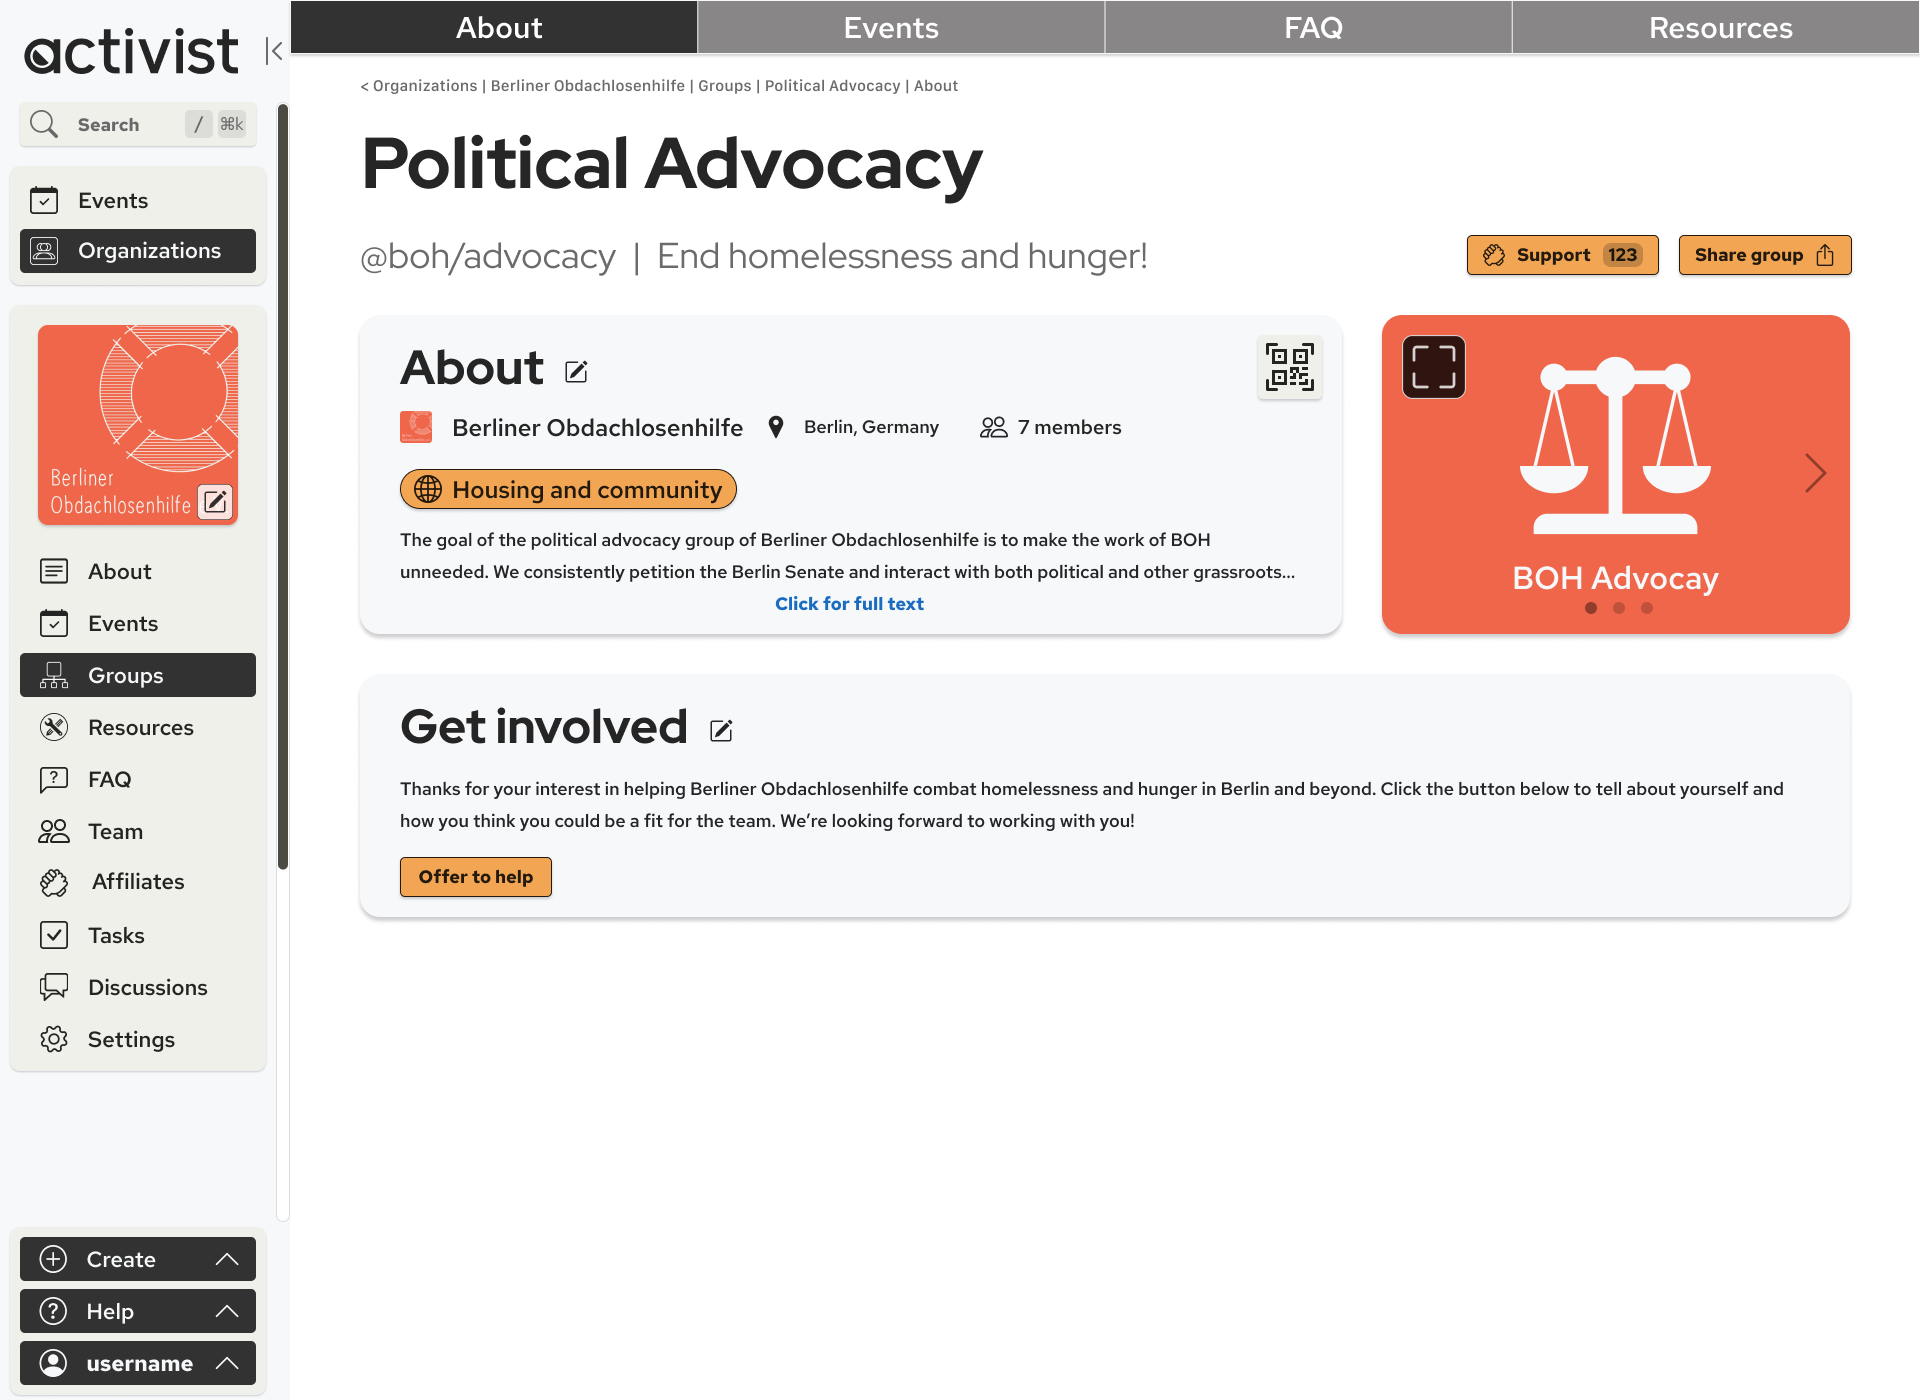 activist
Search / ⌘k
Events
Organizations
Berliner
Obdachlosenhilfe
About
Events
Groups
Resources
FAQ
Team
Affiliates
Tasks
Discussions
Settings
Create
Help
username
About Events FAQ Resources
< Organizations | Berliner Obdachlosenhilfe | Groups | Political Advocacy | About
Political Advocacy
@boh/advocacy | End homelessness and hunger!
Support 123 Share group
About
Berliner Obdachlosenhilfe Berlin, Germany 7 members
Housing and community
The goal of the political advocacy group of Berliner Obdachlosenhilfe is to make the work of BOH
unneeded. We consistently petition the Berlin Senate and interact with both political and other grassroots...
Click for full text
BOH Advocay
Get involved
Thanks for your interest in helping Berliner Obdachlosenhilfe combat homelessness and hunger in Berlin and beyond. Click the button below to tell about yourself and
how you think you could be a fit for the team. We’re looking forward to working with you!
Offer to help